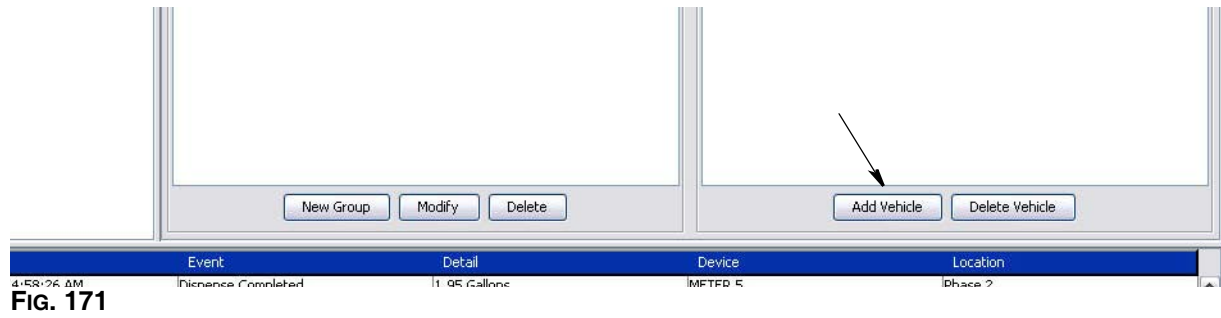 New Group Modify Delete Add Vehicle Delete Vehicle
Event Detail Device Location
4:58:26 AM Dispense Completed 1.95 Gallons METER 5 Phase 2
FIG. 171